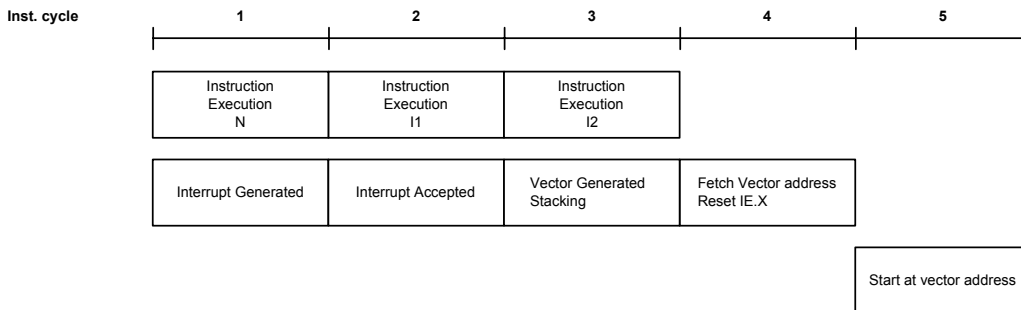 Inst. cycle 1 2 3 4 5
Instruction
Execution
N
Instruction
Execution
I1
Instruction
Execution
I2
Interrupt Generated
Interrupt Accepted
Vector Generated
Stacking
Fetch Vector address
Reset IE.X
Start at vector address